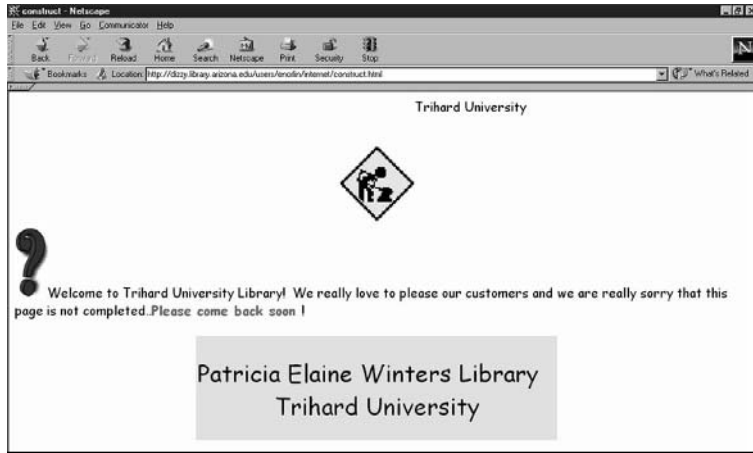 construct - Netscape
File Edit View Go Communicator Help
Back Forward Reload Home Search Netscape Print Security Stop
Bookmarks Location: http://dizzy.library.arizona.edu/users/enollin/internet/construct.html What's Related
Trihard University
Welcome to Trihard University Library! We really love to please our customers and we are really sorry that this
page is not completed..Please come back soon !
Patricia Elaine Winters Library
Trihard University